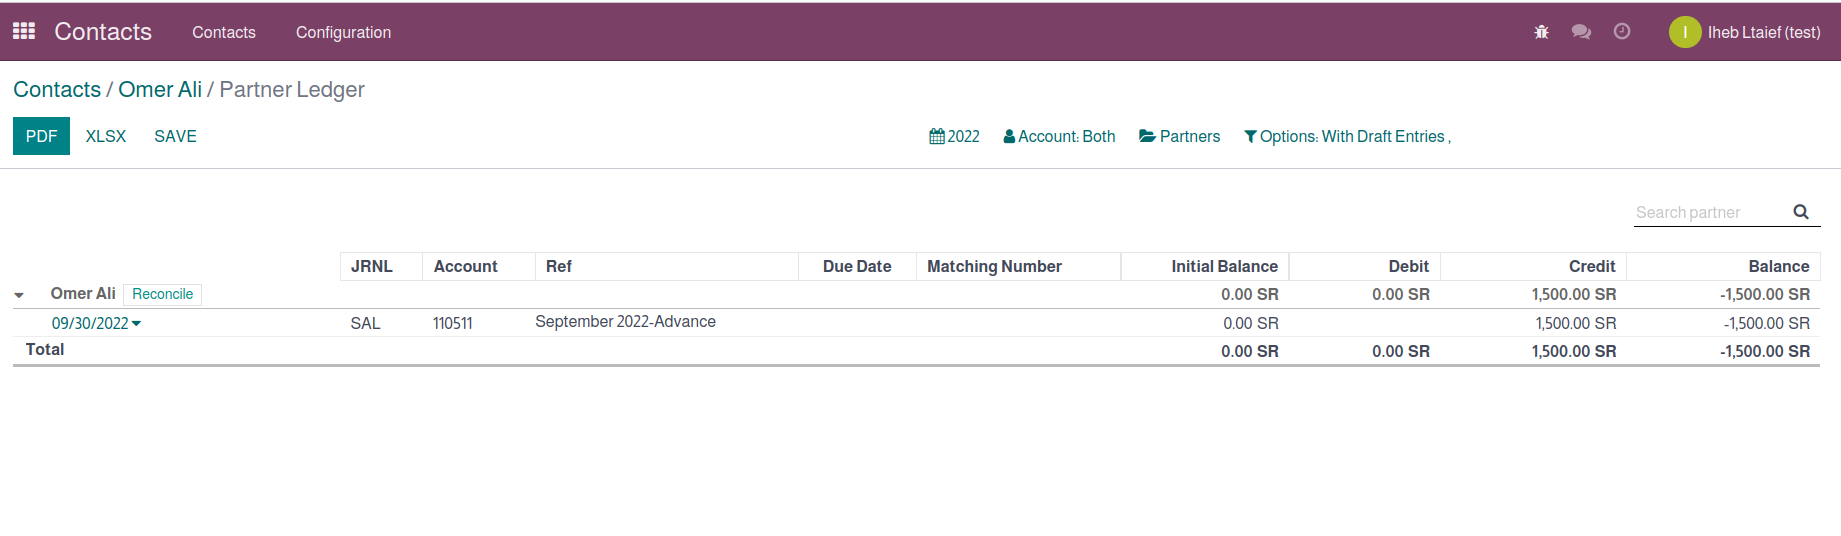 Contacts Contacts Configuration I Iheb Ltaief (test)
Contacts / Omer Ali / Partner Ledger
PDF XLSX SAVE 2022 Account: Both Partners Options: With Draft Entries ,
Search partner
JRNL Account Ref Due Date Matching Number Initial Balance Debit Credit Balance
Omer Ali Reconcile 0.00 SR 0.00 SR 1,500.00 SR -1,500.00 SR
09/30/2022 SAL 110511 September 2022-Advance 0.00 SR 1,500.00 SR -1,500.00 SR
Total 0.00 SR 0.00 SR 1,500.00 SR -1,500.00 SR